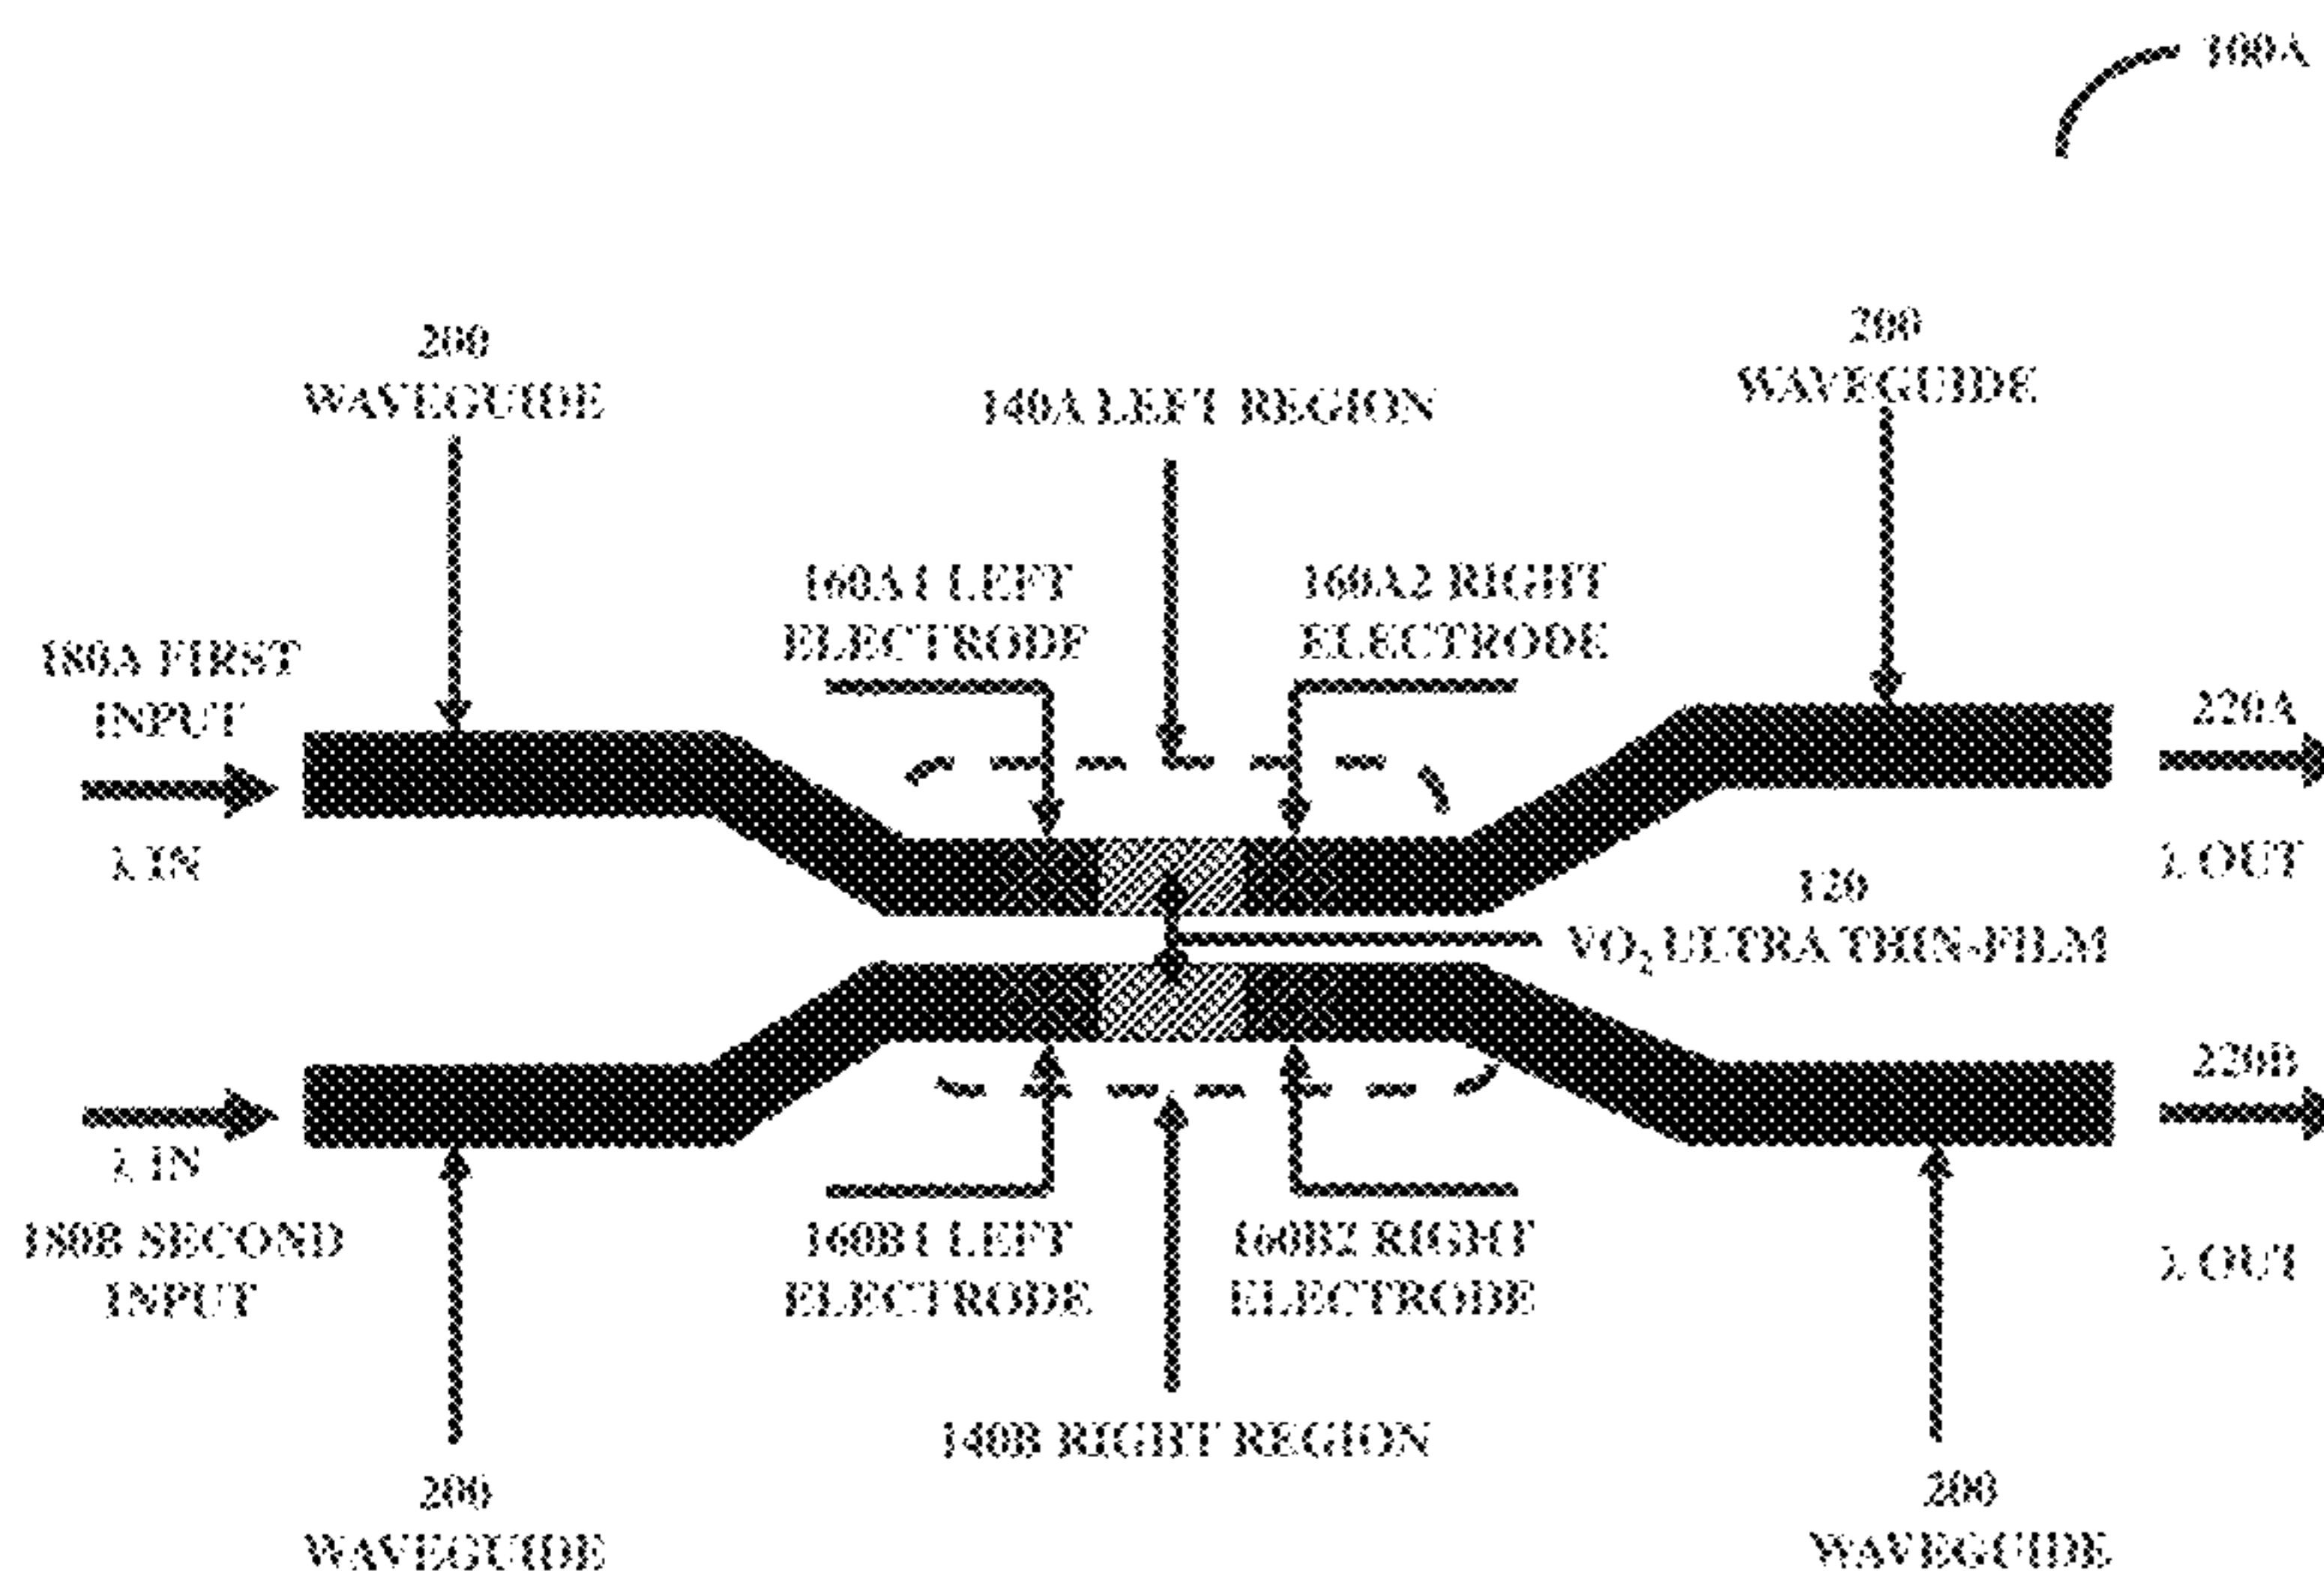 100A
200
WAVEGUIDE
200
WAVEGUIDE
140A LEFT REGION
160A1 LEFT
ELECTRODE
160A2 RIGHT
ELECTRODE
180A FIRST
INPUT
λ IN
220A
λ OUT
120
VO₂ ULTRA THIN-FILM
220B
λ OUT
λ IN
180B SECOND
INPUT
160B1 LEFT
ELECTRODE
160B2 RIGHT
ELECTRODE
140B RIGHT REGION
200
WAVEGUIDE
200
WAVEGUIDE